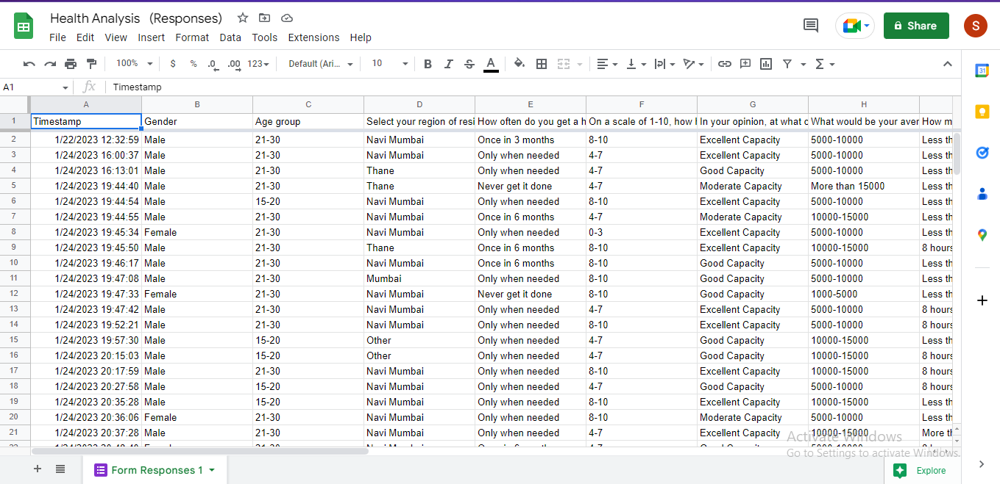 Health Analysis (Responses)
File Edit View Insert Format Data Tools Extensions Help
Share
S
100% $ % .0 .00 123 Default (Ari... 10 B I S A
31
A1 fx Timestamp
A B C D E F G H
1 Timestamp Gender Age group Select your region of resi How often do you get a h On a scale of 1-10, how In your opinion, at what What would be your aver How m
2 1/22/2023 12:32:59 Male 21-30 Navi Mumbai Once in 3 months 8-10 Excellent Capacity 5000-10000 Less th
3 1/24/2023 16:00:37 Male 21-30 Navi Mumbai Only when needed 4-7 Excellent Capacity 5000-10000 Less th
4 1/24/2023 16:13:01 Male 21-30 Thane Only when needed 4-7 Good Capacity 5000-10000 Less th
5 1/24/2023 19:44:40 Male 21-30 Thane Never get it done 4-7 Moderate Capacity More than 15000 Less th
6 1/24/2023 19:44:54 Male 15-20 Navi Mumbai Only when needed 8-10 Excellent Capacity 5000-10000 Less th
7 1/24/2023 19:44:55 Male 21-30 Navi Mumbai Once in 6 months 4-7 Moderate Capacity 10000-15000 Less th
8 1/24/2023 19:45:34 Female 21-30 Navi Mumbai Only when needed 0-3 Excellent Capacity 5000-10000 Less th
9 1/24/2023 19:45:50 Male 21-30 Thane Once in 6 months 8-10 Excellent Capacity 10000-15000 8 hours
10 1/24/2023 19:46:17 Male 21-30 Navi Mumbai Once in 6 months 8-10 Good Capacity 5000-10000 Less th
11 1/24/2023 19:47:08 Male 21-30 Mumbai Only when needed 8-10 Good Capacity 5000-10000 Less th
12 1/24/2023 19:47:33 Female 21-30 Navi Mumbai Never get it done 8-10 Good Capacity 1000-5000 Less th
13 1/24/2023 19:47:42 Male 21-30 Navi Mumbai Only when needed 4-7 Excellent Capacity 5000-10000 8 hours
14 1/24/2023 19:52:21 Male 21-30 Navi Mumbai Only when needed 8-10 Excellent Capacity 5000-10000 8 hours
15 1/24/2023 19:57:30 Male 15-20 Other Only when needed 4-7 Good Capacity 10000-15000 Less th
16 1/24/2023 20:15:03 Male 15-20 Other Only when needed 4-7 Good Capacity 10000-15000 8 hours
17 1/24/2023 20:17:59 Male 21-30 Navi Mumbai Only when needed 8-10 Excellent Capacity 10000-15000 8 hours
18 1/24/2023 20:27:58 Male 15-20 Navi Mumbai Only when needed 4-7 Good Capacity 5000-10000 8 hours
19 1/24/2023 20:35:28 Male 15-20 Navi Mumbai Only when needed 8-10 Excellent Capacity 10000-15000 Less th
20 1/24/2023 20:36:06 Female 21-30 Navi Mumbai Only when needed 8-10 Moderate Capacity 5000-10000 Less th
21 1/24/2023 20:37:28 Male 21-30 Navi Mumbai Only when needed 4-7 Excellent Capacity 10000-15000 More th
Activate Windows
Go to Settings to activate Windows.
Form Responses 1
Explore